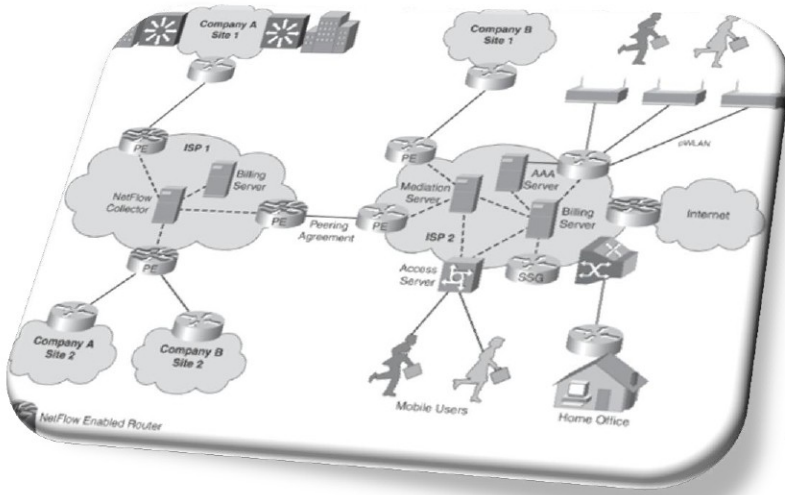 Company A
Site 1
Company B
Site 1
pWLAN
PE
ISP 1
Billing
Server
NetFlow
Collector
PE
PE
Mediation
Server
AAA
Server
Billing
Server
Internet
PE
Peering
Agreement
PE
ISP 2
Access
Server
SSG
Company A
Site 2
Company B
Site 2
Mobile Users
Home Office
NetFlow Enabled Router